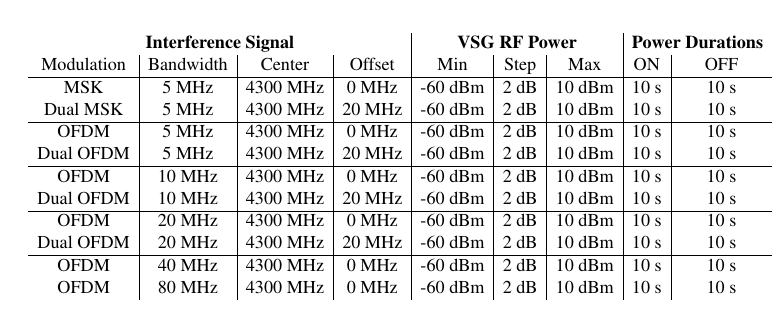 Interference Signal VSG RF Power Power Durations
Modulation Bandwidth Center Offset Min Step Max ON OFF
MSK 5 MHz 4300 MHz 0 MHz -60 dBm 2 dB 10 dBm 10 s 10 s
Dual MSK 5 MHz 4300 MHz 20 MHz -60 dBm 2 dB 10 dBm 10 s 10 s
OFDM 5 MHz 4300 MHz 0 MHz -60 dBm 2 dB 10 dBm 10 s 10 s
Dual OFDM 5 MHz 4300 MHz 20 MHz -60 dBm 2 dB 10 dBm 10 s 10 s
OFDM 10 MHz 4300 MHz 0 MHz -60 dBm 2 dB 10 dBm 10 s 10 s
Dual OFDM 10 MHz 4300 MHz 20 MHz -60 dBm 2 dB 10 dBm 10 s 10 s
OFDM 20 MHz 4300 MHz 0 MHz -60 dBm 2 dB 10 dBm 10 s 10 s
Dual OFDM 20 MHz 4300 MHz 20 MHz -60 dBm 2 dB 10 dBm 10 s 10 s
OFDM 40 MHz 4300 MHz 0 MHz -60 dBm 2 dB 10 dBm 10 s 10 s
OFDM 80 MHz 4300 MHz 0 MHz -60 dBm 2 dB 10 dBm 10 s 10 s